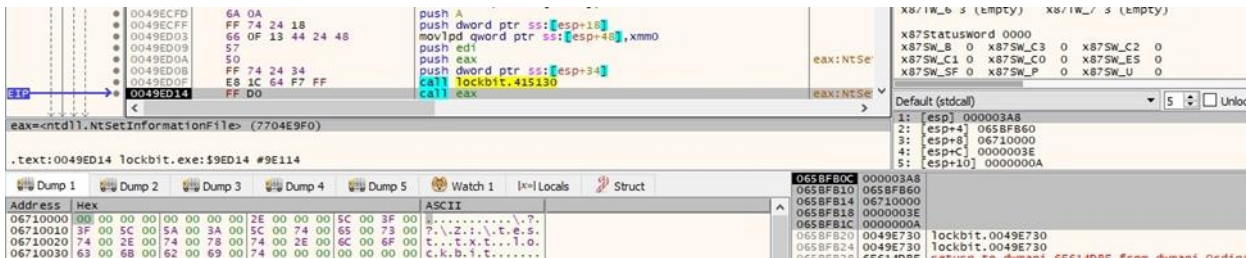 0049ECFD 6A 0A push A
0049ECFF FF 74 24 18 push dword ptr ss:[esp+18]
0049ED03 66 0F 13 44 24 48 movlpd qword ptr ss:[esp+48],xmm0
0049ED09 57 push edi
0049ED0A 50 push eax eax:NtSe
0049ED0B FF 74 24 34 push dword ptr ss:[esp+34]
0049ED0F E8 1C 64 F7 FF call lockbit.415130
EIP 0049ED14 FF D0 call eax eax:NtSe
eax=<ntdll.NtSetInformationFile> (7704E9F0)
.text:0049ED14 lockbit.exe:$9ED14 #9E114
x87TW_6 3 (Empty) x87TW_7 3 (Empty)
x87StatusWord 0000
x87SW_B 0 x87SW_C3 0 x87SW_C2 0
x87SW_C1 0 x87SW_C0 0 x87SW_ES 0
x87SW_SF 0 x87SW_P 0 x87SW_U 0
Default (stdcall) 5 Unloc
1: [esp] 000003A8
2: [esp+4] 065BFB60
3: [esp+8] 06710000
4: [esp+C] 0000003E
5: [esp+10] 0000000A
Dump 1 Dump 2 Dump 3 Dump 4 Dump 5 Watch 1 [x=] Locals Struct
Address Hex ASCII
06710000 00 00 00 00 00 00 00 00 2E 00 00 00 5C 00 3F 00 ............\.?.
06710010 3F 00 5C 00 5A 00 3A 00 5C 00 74 00 65 00 73 00 ?.\.Z.:.\.t.e.s.
06710020 74 00 2E 00 74 00 78 00 74 00 2E 00 6C 00 6F 00 t...t.x.t...l.o.
06710030 63 00 6B 00 62 00 69 00 74 00 00 00 00 00 00 00 c.k.b.i.t.......
065BFB0C 000003A8
065BFB10 065BFB60
065BFB14 06710000
065BFB18 0000003E
065BFB1C 0000000A
065BFB20 0049E730 lockbit.0049E730
065BFB24 0049E730 lockbit.0049E730